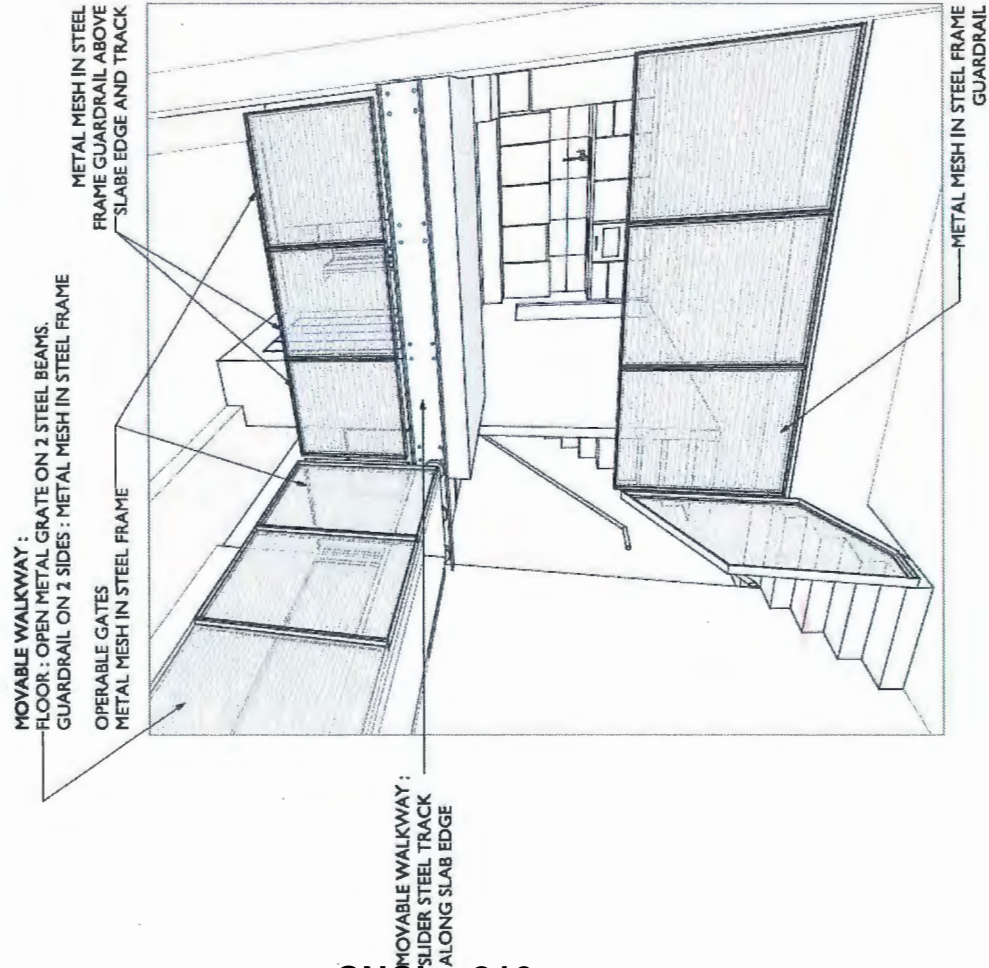 MOVABLE WALKWAY :
FLOOR : OPEN METAL GRATE ON 2 STEEL BEAMS.
GUARDRAIL ON 2 SIDES : METAL MESH IN STEEL FRAME
OPERABLE GATES
METAL MESH IN STEEL FRAME
METAL MESH IN STEEL
FRAME GUARDRAIL ABOVE
SLABE EDGE AND TRACK
MOVABLE WALKWAY :
SLIDER STEEL TRACK
ALONG SLAB EDGE
METAL MESH IN STEEL FRAME
GUARDRAIL